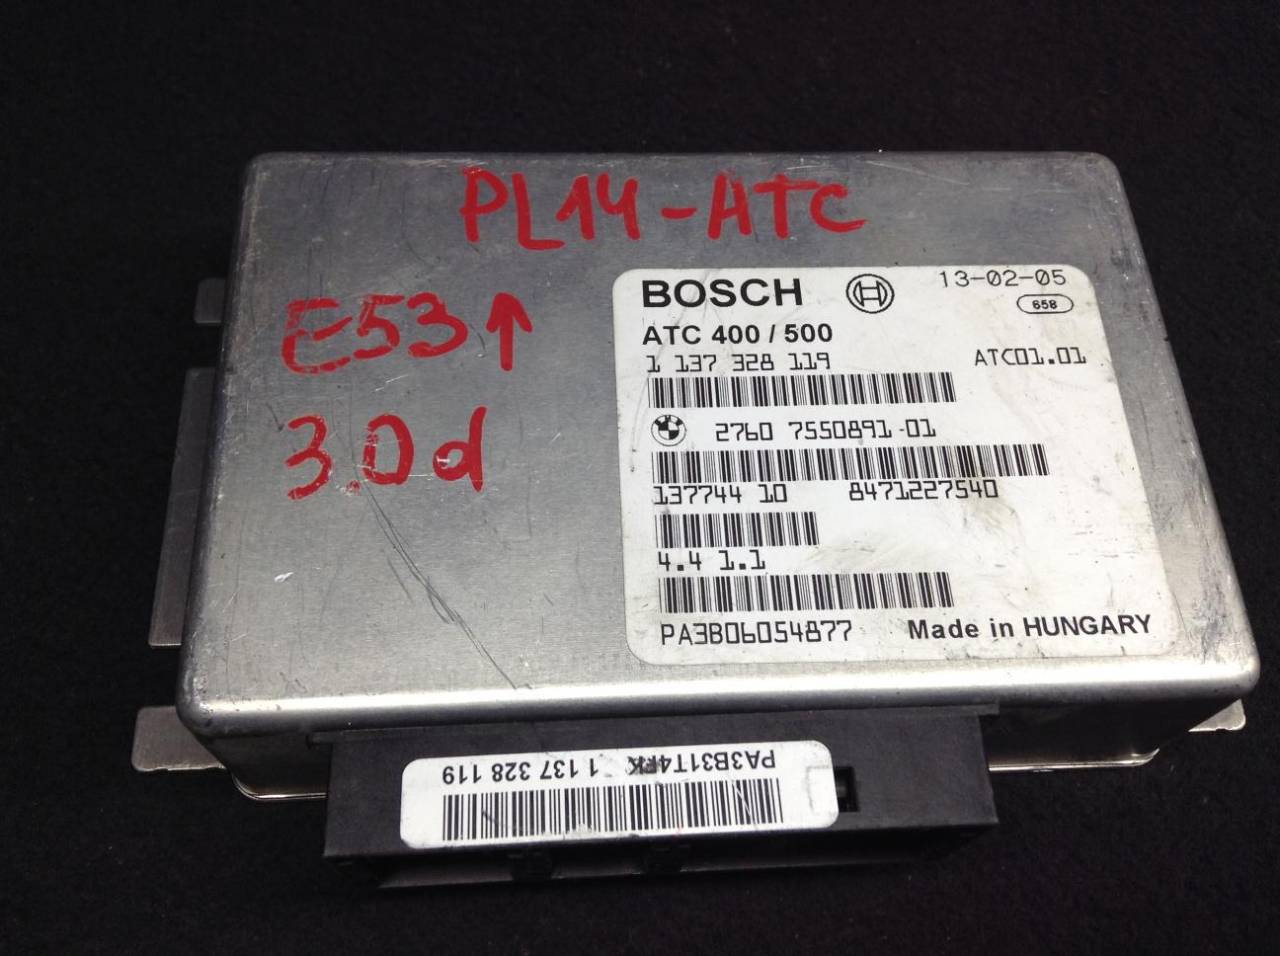 PL14-ATC
E53↑
3.0d
BOSCH 13-02-05
658
ATC 400 / 500
1 137 328 119 ATC01.01
2760 7550891-01
137744 10 8471227540
4.4 1.1
PA3B06054877 Made in HUNGARY
1 137 328 119